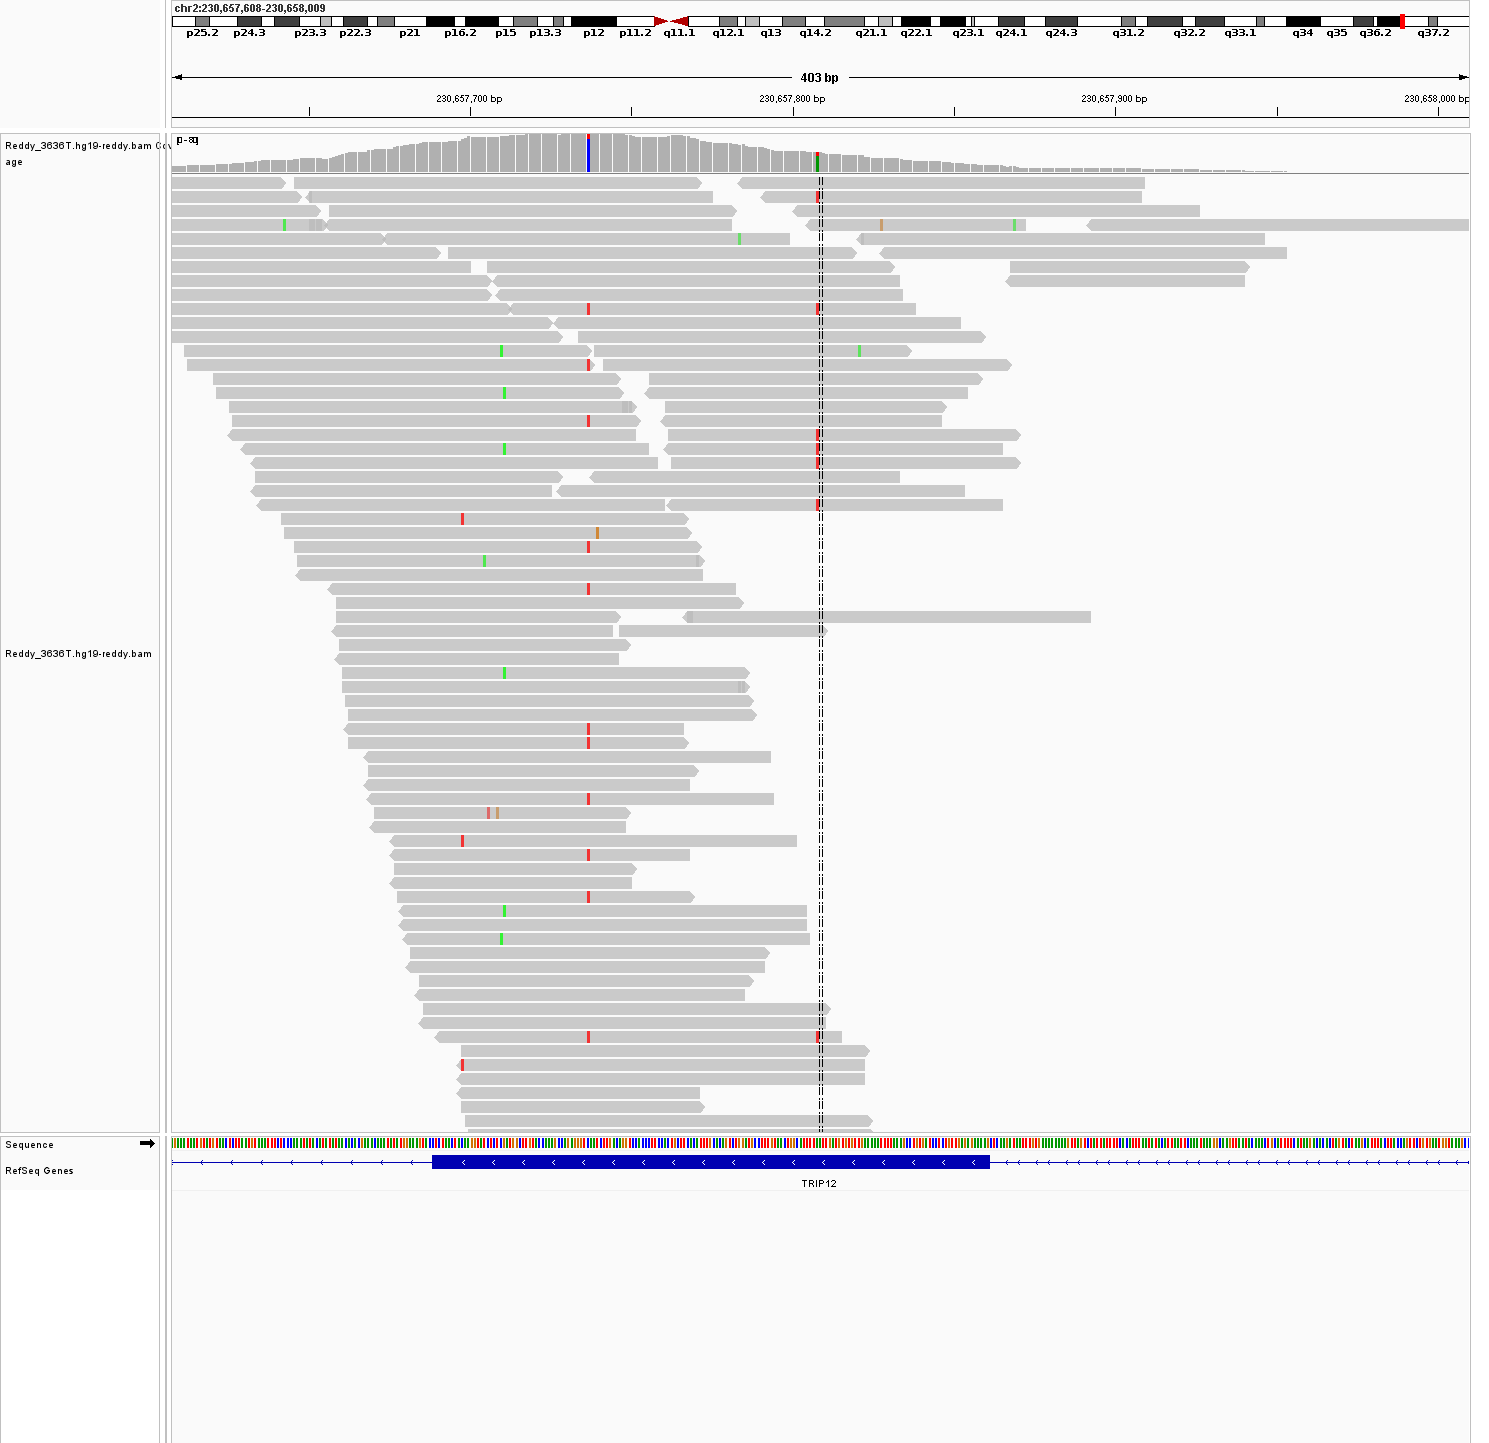 chr2:230,657,608-230,658,009
p25.2 p24.3 p23.3 p22.3 p21 p16.2 p15 p13.3 p12 p11.2 q11.1 q12.1 q13 q14.2 q21.1 q22.1 q23.1 q24.1 q24.3 q31.2 q32.2 q33.1 q34 q35 q36.2 q37.2
403 bp
230,657,700 bp 230,657,800 bp 230,657,900 bp 230,658,000 bp
Reddy_3636T.hg19-reddy.bam Cov
age
Reddy_3636T.hg19-reddy.bam
Sequence
RefSeq Genes
TRIP12